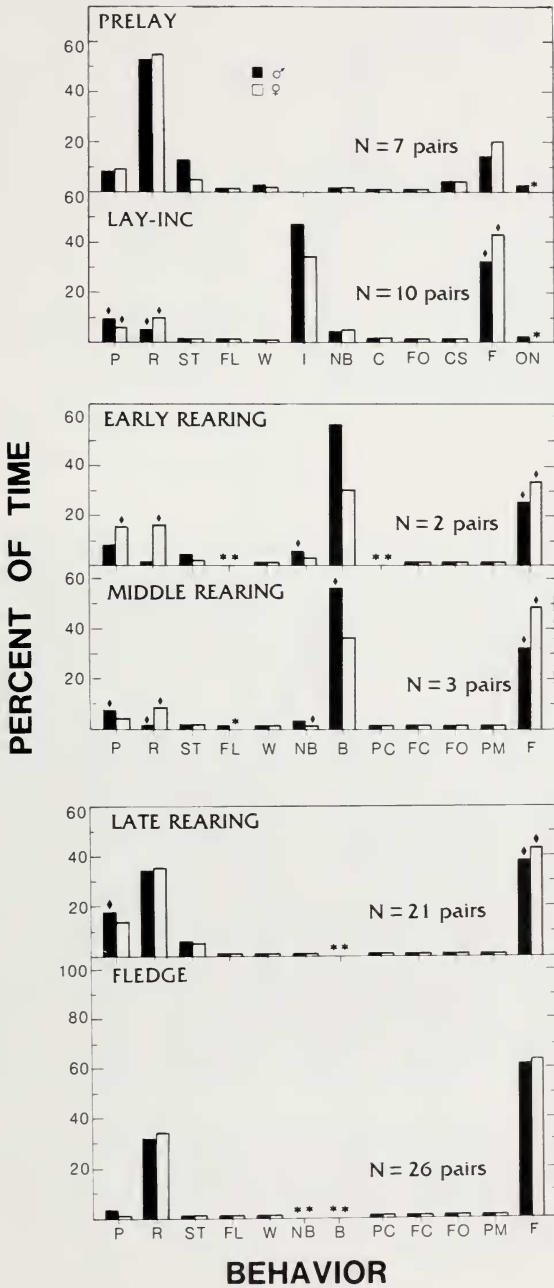 PERCENT OF TIME
PRELAY
60
40
20
♂
♀
N = 7 pairs
*
LAY-INC
60
40
20
N = 10 pairs
*
P R ST FL W I NB C FO CS F ON
EARLY REARING
60
40
20
N = 2 pairs
** **
MIDDLE REARING
60
40
20
N = 3 pairs
*
P R ST FL W NB B PC FC FO PM F
LATE REARING
60
40
20
N = 21 pairs
**
FLEDGE
100
80
60
40
20
N = 26 pairs
** **
P R ST FL W NB B PC FC FO PM F
BEHAVIOR